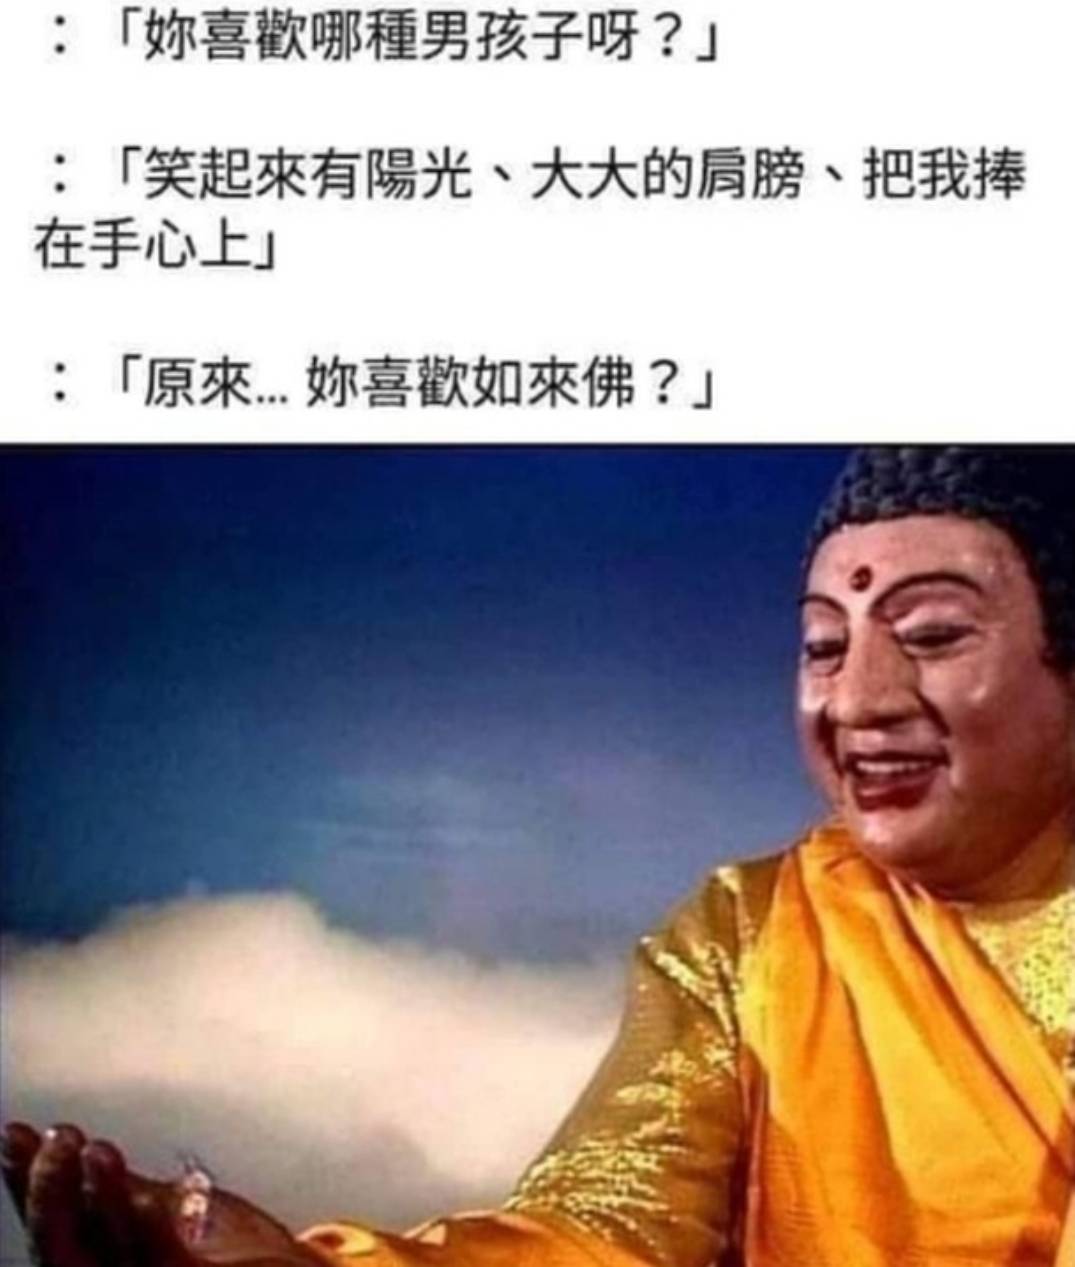 ：「妳喜歡哪種男孩子呀？」
：「笑起來有陽光、大大的肩膀、把我捧
在手心上」
：「原來... 妳喜歡如來佛？」